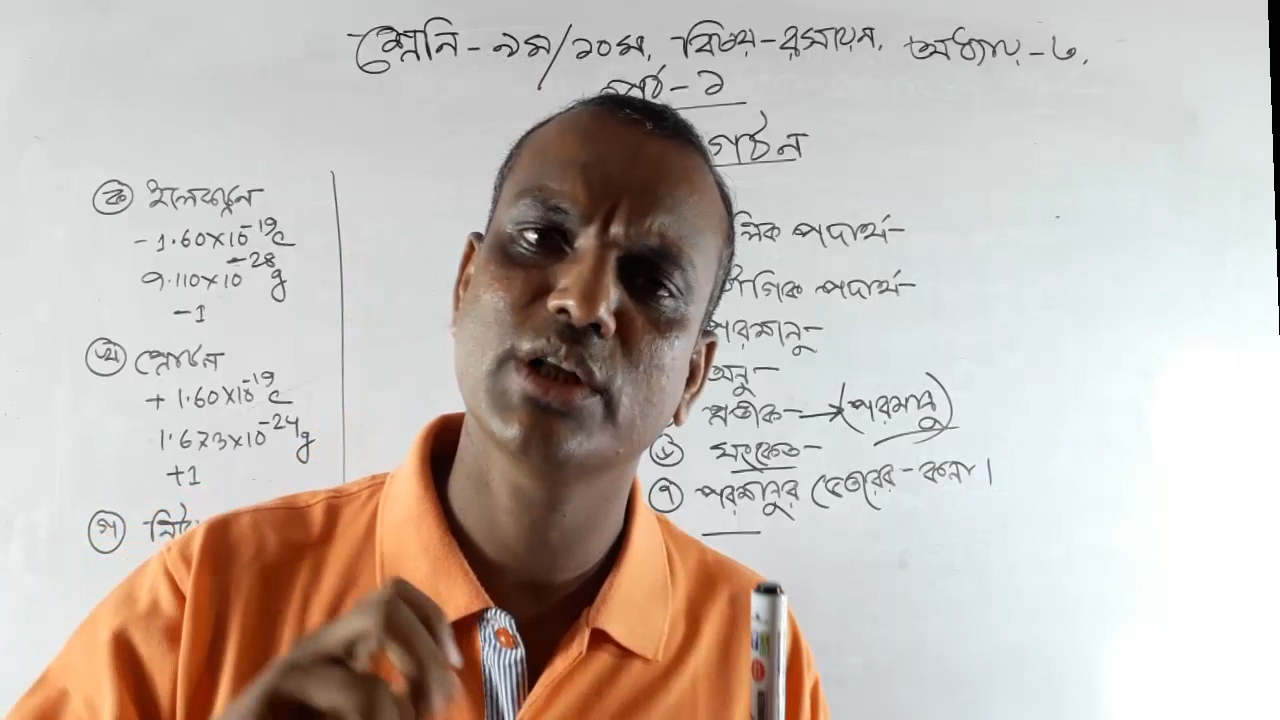 শ্রেনি - ৯ম/১০ম, বিষয় - রসায়ন, অধ্যায় - ৩,
পাঠ - ১
গঠন
ক ইলেকট্রন
- 1.60×10⁻¹⁹c
9.110×10⁻²⁸g
-1
খ প্রোটন
+ 1.60×10⁻¹⁹c
1.673×10⁻²⁴g
+1
গ
লিক পদার্থ-
যৌগিক পদার্থ-
পরমানু-
অনু-
প্রতীক- → (পরমানু)
৬ সংকেত-
৭ পরমানুর ভেতরের - কনা।